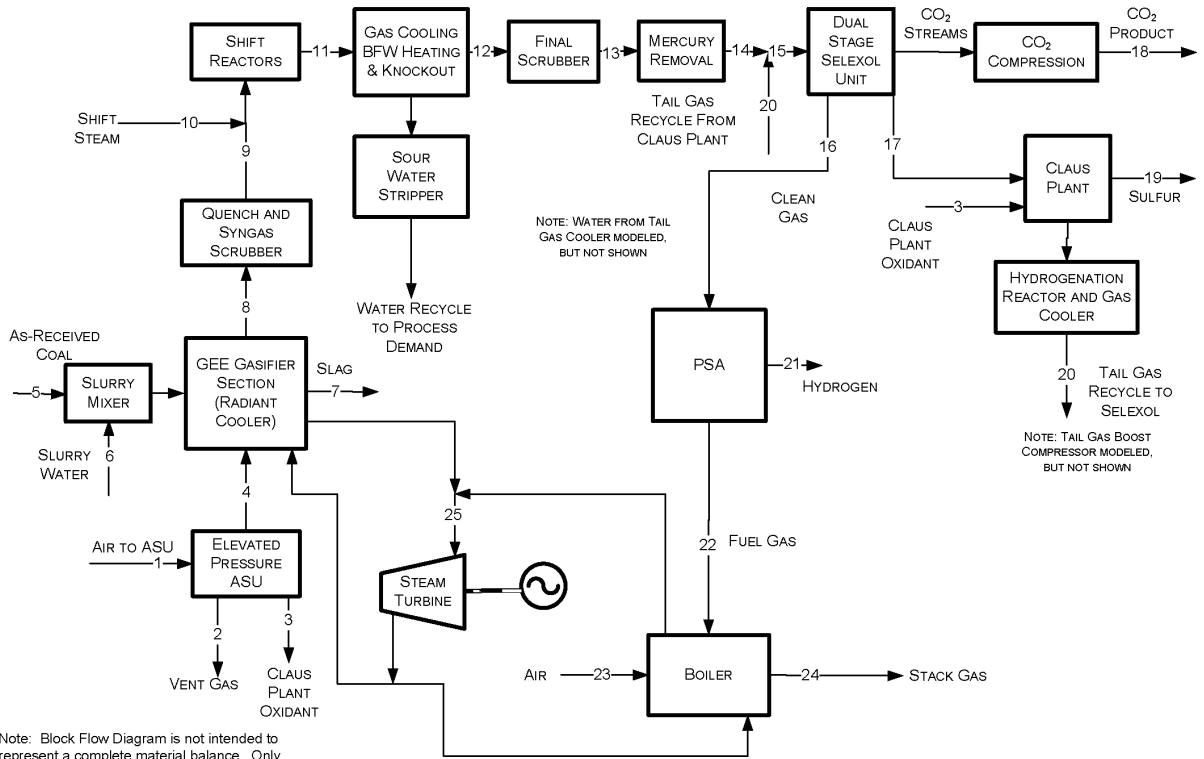 SHIFT
REACTORS
11
GAS COOLING
BFW HEATING
& KNOCKOUT
12
FINAL
SCRUBBER
13
MERCURY
REMOVAL
14
15
DUAL
STAGE
SELEXOL
UNIT
CO2
STREAMS
CO2
COMPRESSION
CO2
PRODUCT
18
SHIFT
STEAM
10
9
20
TAIL GAS
RECYCLE FROM
CLAUS PLANT
16
17
SOUR
WATER
STRIPPER
CLAUS
PLANT
19
SULFUR
QUENCH AND
SYNGAS
SCRUBBER
NOTE: WATER FROM TAIL
GAS COOLER MODELED,
BUT NOT SHOWN
CLEAN
GAS
3
CLAUS
PLANT
OXIDANT
HYDROGENATION
REACTOR AND GAS
COOLER
8
WATER RECYCLE
TO PROCESS
DEMAND
AS-RECEIVED
COAL
5
SLURRY
MIXER
6
SLURRY
WATER
GEE GASIFIER
SECTION
(RADIANT
COOLER)
SLAG
7
PSA
21
HYDROGEN
20
TAIL GAS
RECYCLE TO
SELEXOL
NOTE: TAIL GAS BOOST
COMPRESSOR MODELED,
BUT NOT SHOWN
4
25
22
FUEL GAS
AIR TO ASU
1
ELEVATED
PRESSURE
ASU
STEAM
TURBINE
2
3
VENT GAS
CLAUS
PLANT
OXIDANT
AIR
23
BOILER
24
STACK GAS
Note: Block Flow Diagram is not intended to
represent a complete material balance. Only